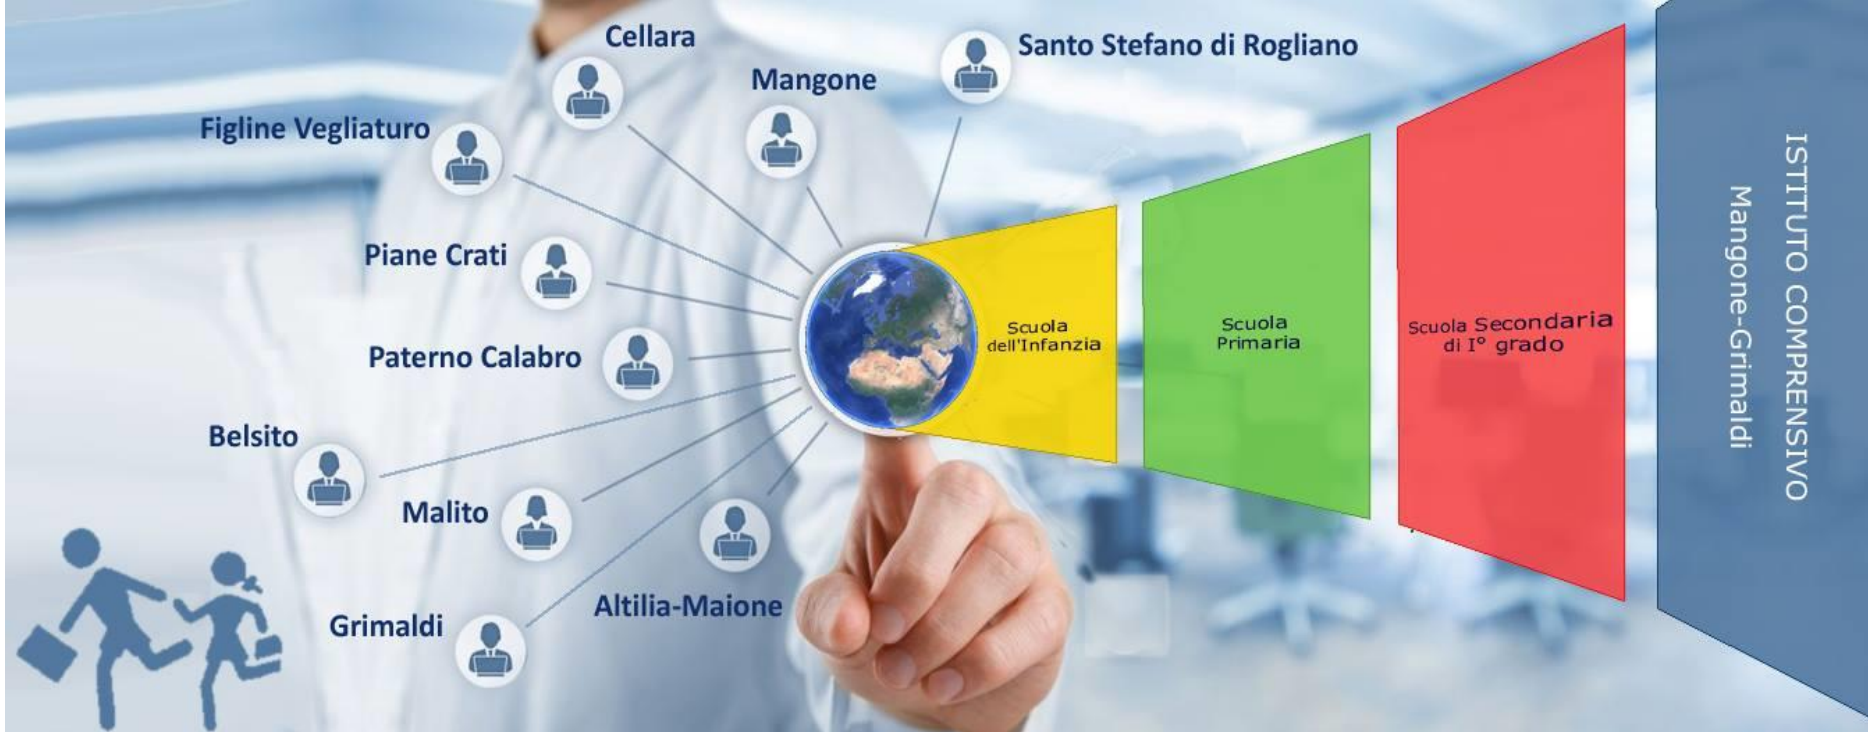 Cellara
Santo Stefano di Rogliano
Mangone
Figline Vegliaturo
Piane Crati
Paterno Calabro
Belsito
Malito
Altilia-Maione
Grimaldi
Scuola
dell'Infanzia
Scuola
Primaria
Scuola Secondaria
di I° grado
ISTITUTO COMPRENSIVO
Mangone-Grimaldi